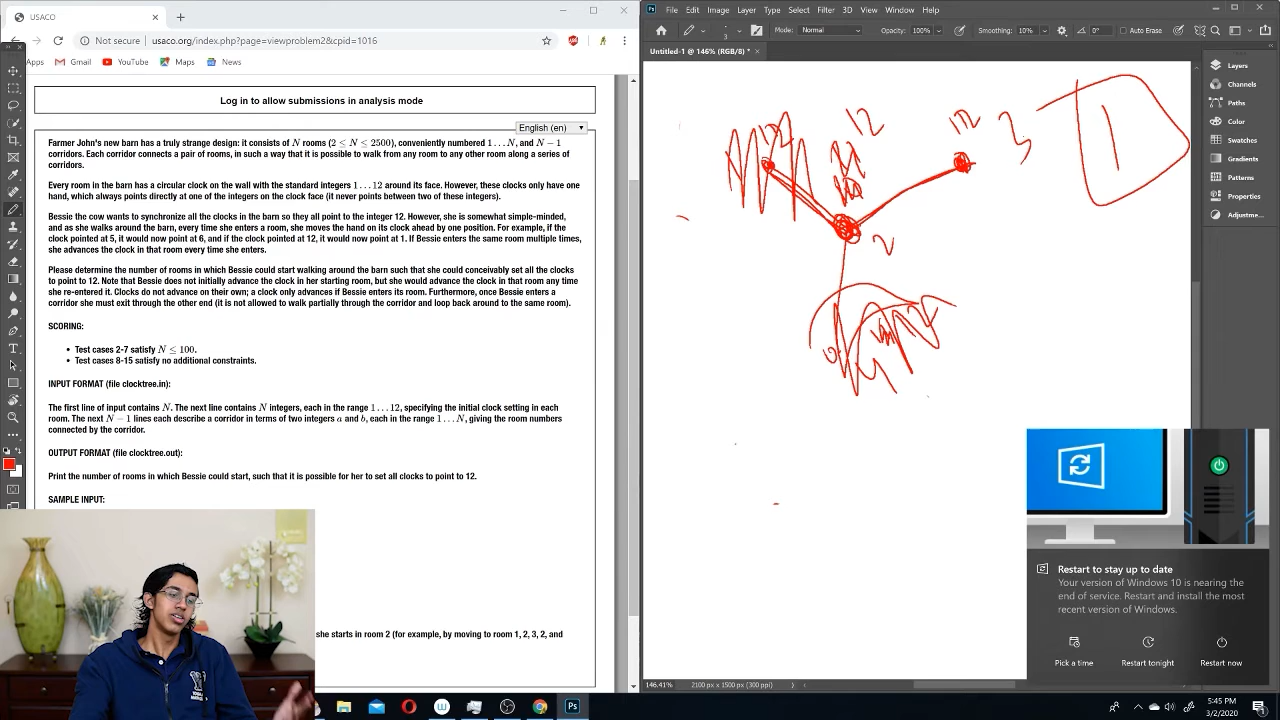 USACO
Not secure | usaco.org/index.php?page=viewproblem2&cpid=1016
Apps Gmail YouTube Maps News
Log in to allow submissions in analysis mode
English (en)
Farmer John's new barn has a truly strange design: it consists of N rooms (2 ≤ N ≤ 2500), conveniently numbered 1…N, and N − 1
corridors. Each corridor connects a pair of rooms, in such a way that it is possible to walk from any room to any other room along a series of
corridors.
Every room in the barn has a circular clock on the wall with the standard integers 1…12 around its face. However, these clocks only have one
hand, which always points directly at one of the integers on the clock face (it never points between two of these integers).
Bessie the cow wants to synchronize all the clocks in the barn so they all point to the integer 12. However, she is somewhat simple-minded,
and as she walks around the barn, every time she enters a room, she moves the hand on its clock ahead by one position. For example, if the
clock pointed at 5, it would now point at 6, and if the clock pointed at 12, it would now point at 1. If Bessie enters the same room multiple times,
she advances the clock in that room every time she enters.
Please determine the number of rooms in which Bessie could start walking around the barn such that she could conceivably set all the clocks
to point to 12. Note that Bessie does not initially advance the clock in her starting room, but she would advance the clock in that room any time
she re-entered it. Clocks do not advance on their own; a clock only advances if Bessie enters its room. Furthermore, once Bessie enters a
corridor she must exit through the other end (it is not allowed to walk partially through the corridor and loop back around to the same room).
SCORING:
• Test cases 2-7 satisfy N ≤ 100.
• Test cases 8-15 satisfy no additional constraints.
INPUT FORMAT (file clocktree.in):
The first line of input contains N. The next line contains N integers, each in the range 1…12, specifying the initial clock setting in each
room. The next N − 1 lines each describe a corridor in terms of two integers a and b, each in the range 1…N, giving the room numbers
connected by the corridor.
OUTPUT FORMAT (file clocktree.out):
Print the number of rooms in which Bessie could start, such that it is possible for her to set all clocks to point to 12.
SAMPLE INPUT:
she starts in room 2 (for example, by moving to room 1, 2, 3, 2, and
Ps File Edit Image Layer Type Select Filter 3D View Window Help
3 Mode: Normal Opacity: 100% Smoothing: 10% 0° Auto Erase
Untitled-1 @ 146% (RGB/8) *
12
12
3
1
2
Layers
Channels
Paths
Color
Swatches
Gradients
Patterns
Properties
Adjustme...
Restart to stay up to date
Your version of Windows 10 is nearing the
end of service. Restart and install the most
recent version of Windows.
Pick a time Restart tonight Restart now
146.41% 2100 px x 1500 px (300 ppi)
5:45 PM
3/2/2020